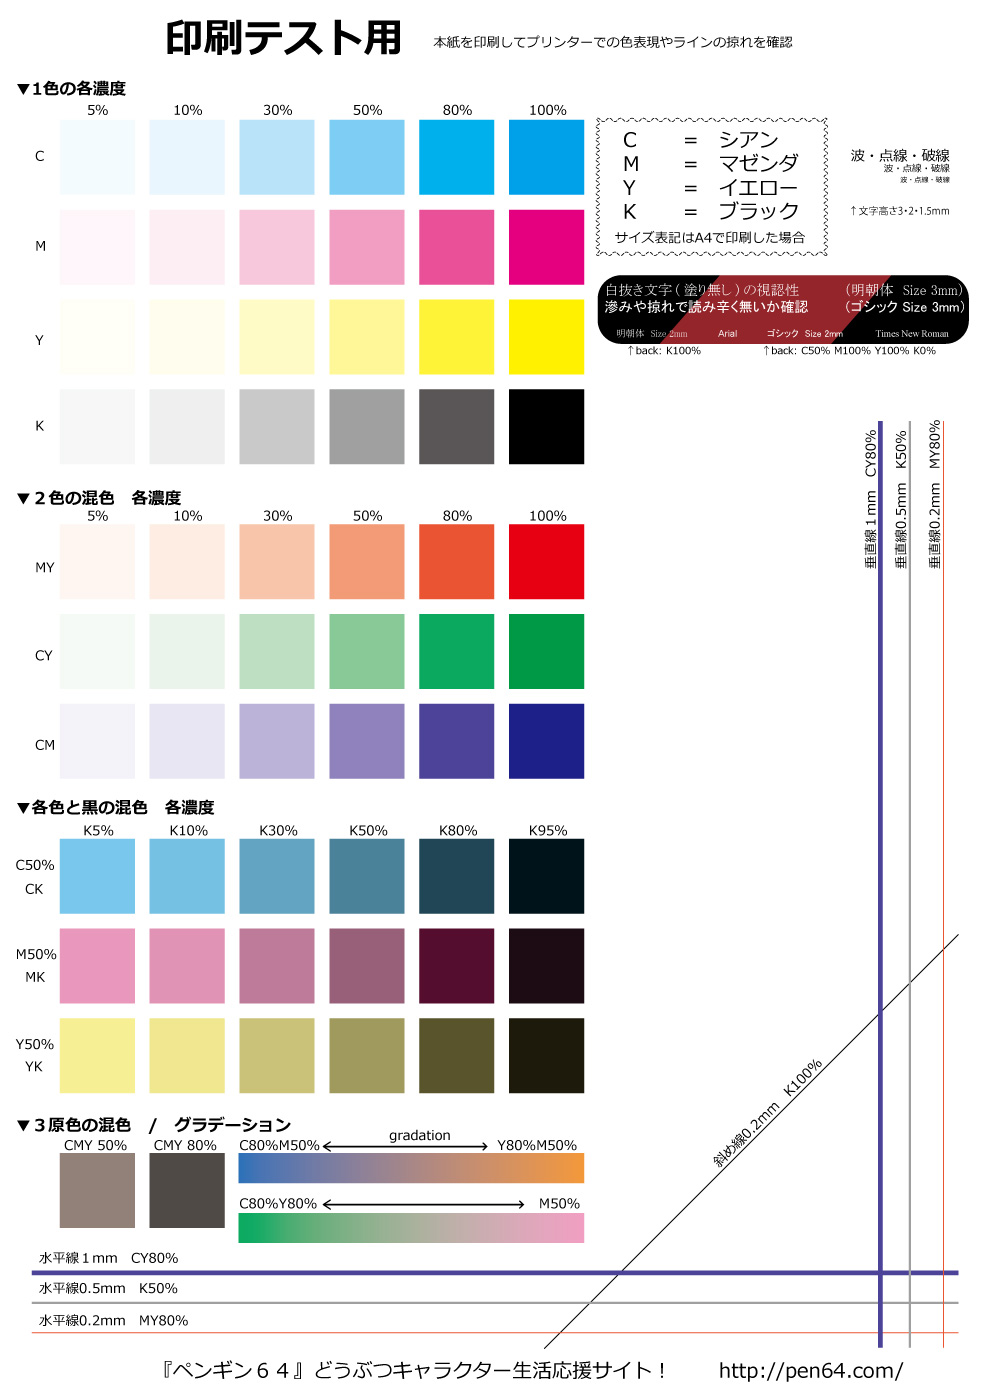 印刷テスト用
本紙を印刷してプリンターでの色表現やラインの掠れを確認
▼1色の各濃度
5% 10% 30% 50% 80% 100%
C
M
Y
K
C = シアン
M = マゼンダ
Y = イエロー
K = ブラック
サイズ表記はA4で印刷した場合
波・点線・破線
波・点線・破線
波・点線・破線
↑文字高さ3・2・1.5mm
白抜き文字(塗り無し)の視認性 (明朝体 Size 3mm)
滲みや掠れで読み辛く無いか確認 (ゴシック Size 3mm)
明朝体 Size 2mm Arial ゴシック Size 2mm Times New Roman
↑back: K100% ↑back: C50% M100% Y100% K0%
垂直線１mm CY80%
垂直線0.5mm K50%
垂直線0.2mm MY80%
▼２色の混色 各濃度
5% 10% 30% 50% 80% 100%
MY
CY
CM
▼各色と黒の混色 各濃度
K5% K10% K30% K50% K80% K95%
C50%
CK
M50%
MK
Y50%
YK
斜め線0.2mm K100%
▼３原色の混色 / グラデーション
CMY 50% CMY 80% C80%M50% gradation Y80%M50%
C80%Y80% M50%
水平線１mm CY80%
水平線0.5mm K50%
水平線0.2mm MY80%
『ペンギン６４』どうぶつキャラクター生活応援サイト！ http://pen64.com/